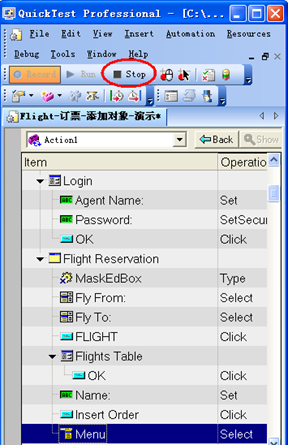 QuickTest Professional - [C:\...
File Edit View Insert Automation Resources
Debug Tools Window Help
Record Run Stop
Flight-订票-添加对象-演示*
Action1 Back Show
Item Operatio
Login
Agent Name: Set
Password: SetSecur
OK Click
Flight Reservation
MaskEdBox Type
Fly From: Select
Fly To: Select
FLIGHT Click
Flights Table
OK Click
Name: Set
Insert Order Click
Menu Select